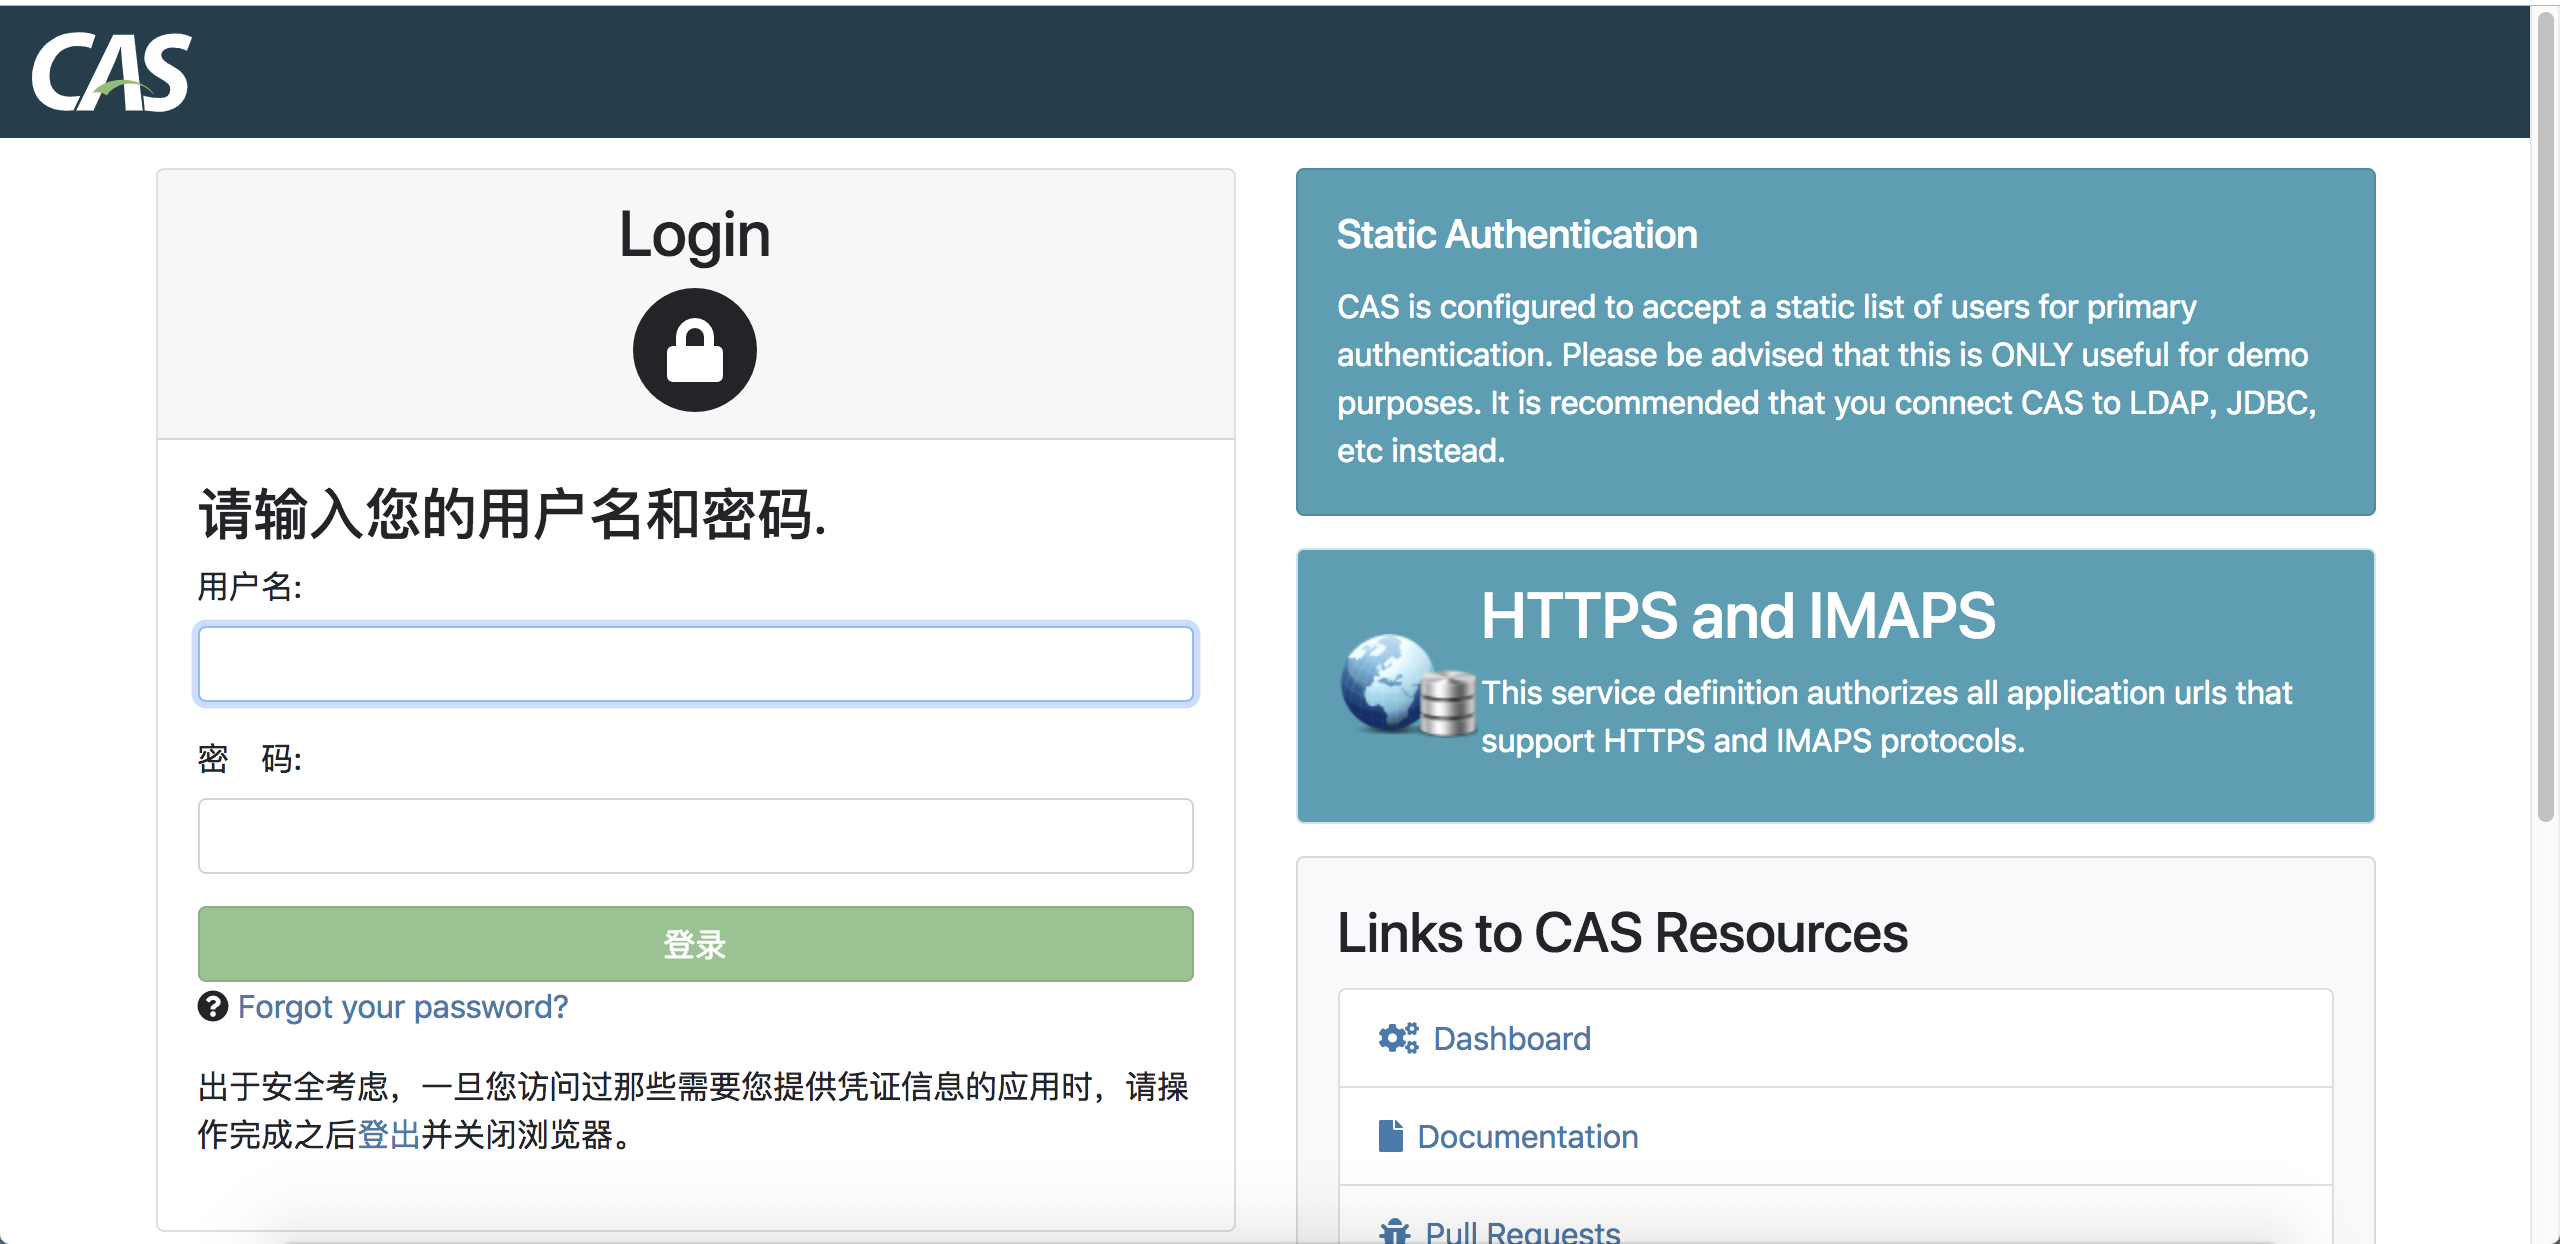 CAS
Login
请输入您的用户名和密码.
用户名:
密　码:
登录
Forgot your password?
出于安全考虑，一旦您访问过那些需要您提供凭证信息的应用时，请操
作完成之后登出并关闭浏览器。
Static Authentication
CAS is configured to accept a static list of users for primary
authentication. Please be advised that this is ONLY useful for demo
purposes. It is recommended that you connect CAS to LDAP, JDBC,
etc instead.
HTTPS and IMAPS
This service definition authorizes all application urls that
support HTTPS and IMAPS protocols.
Links to CAS Resources
Dashboard
Documentation
Pull Requests